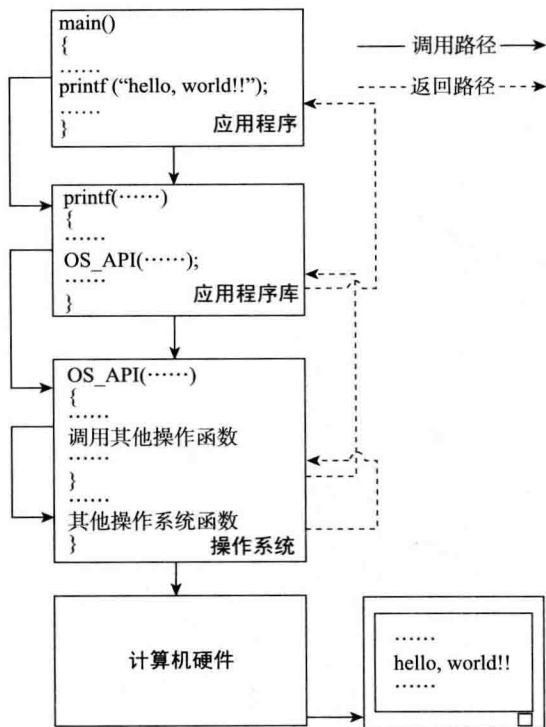 main()
{
……
printf (“hello, world!!”);
……
}
应用程序
调用路径
返回路径
printf(……)
{
……
OS_API(……);
……
}
应用程序库
OS_API(……)
{
……
调用其他操作函数
……
}
……
其他操作系统函数
}
操作系统
计算机硬件
……
hello, world!!
……